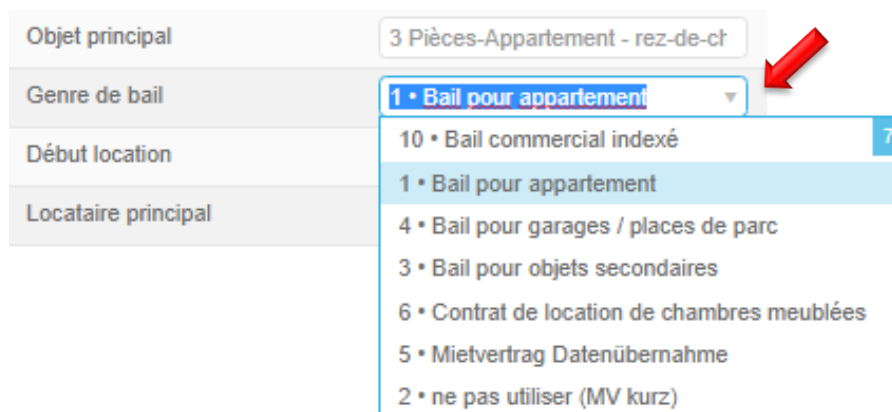 Objet principal
3 Pièces-Appartement - rez-de-ch
Genre de bail
1 • Bail pour appartement
Début location
Locataire principal
10 • Bail commercial indexé
7
1 • Bail pour appartement
4 • Bail pour garages / places de parc
3 • Bail pour objets secondaires
6 • Contrat de location de chambres meublées
5 • Mietvertrag Datenübernahme
2 • ne pas utiliser (MV kurz)